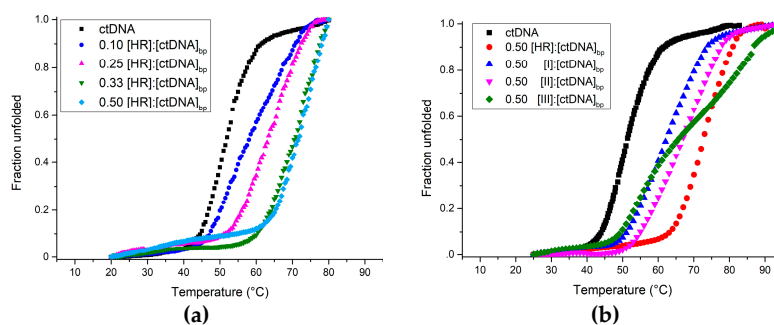 ctDNA
0.10 [HR]:[ctDNA]bp
0.25 [HR]:[ctDNA]bp
0.33 [HR]:[ctDNA]bp
0.50 [HR]:[ctDNA]bp
Fraction unfolded
1.0
0.8
0.6
0.4
0.2
.0
10 20 30 40 50 60 70 80 90
Temperature (°C)
(a)
ctDNA
0.50 [HR]:[ctDNA]bp
0.50 [I]:[ctDNA]bp
0.50 [II]:[ctDNA]bp
0.50 [III]:[ctDNA]bp
Fraction unfolded
1.0
0.8
0.6
0.4
0.2
.0
10 20 30 40 50 60 70 80 90
Temperature (°C)
(b)